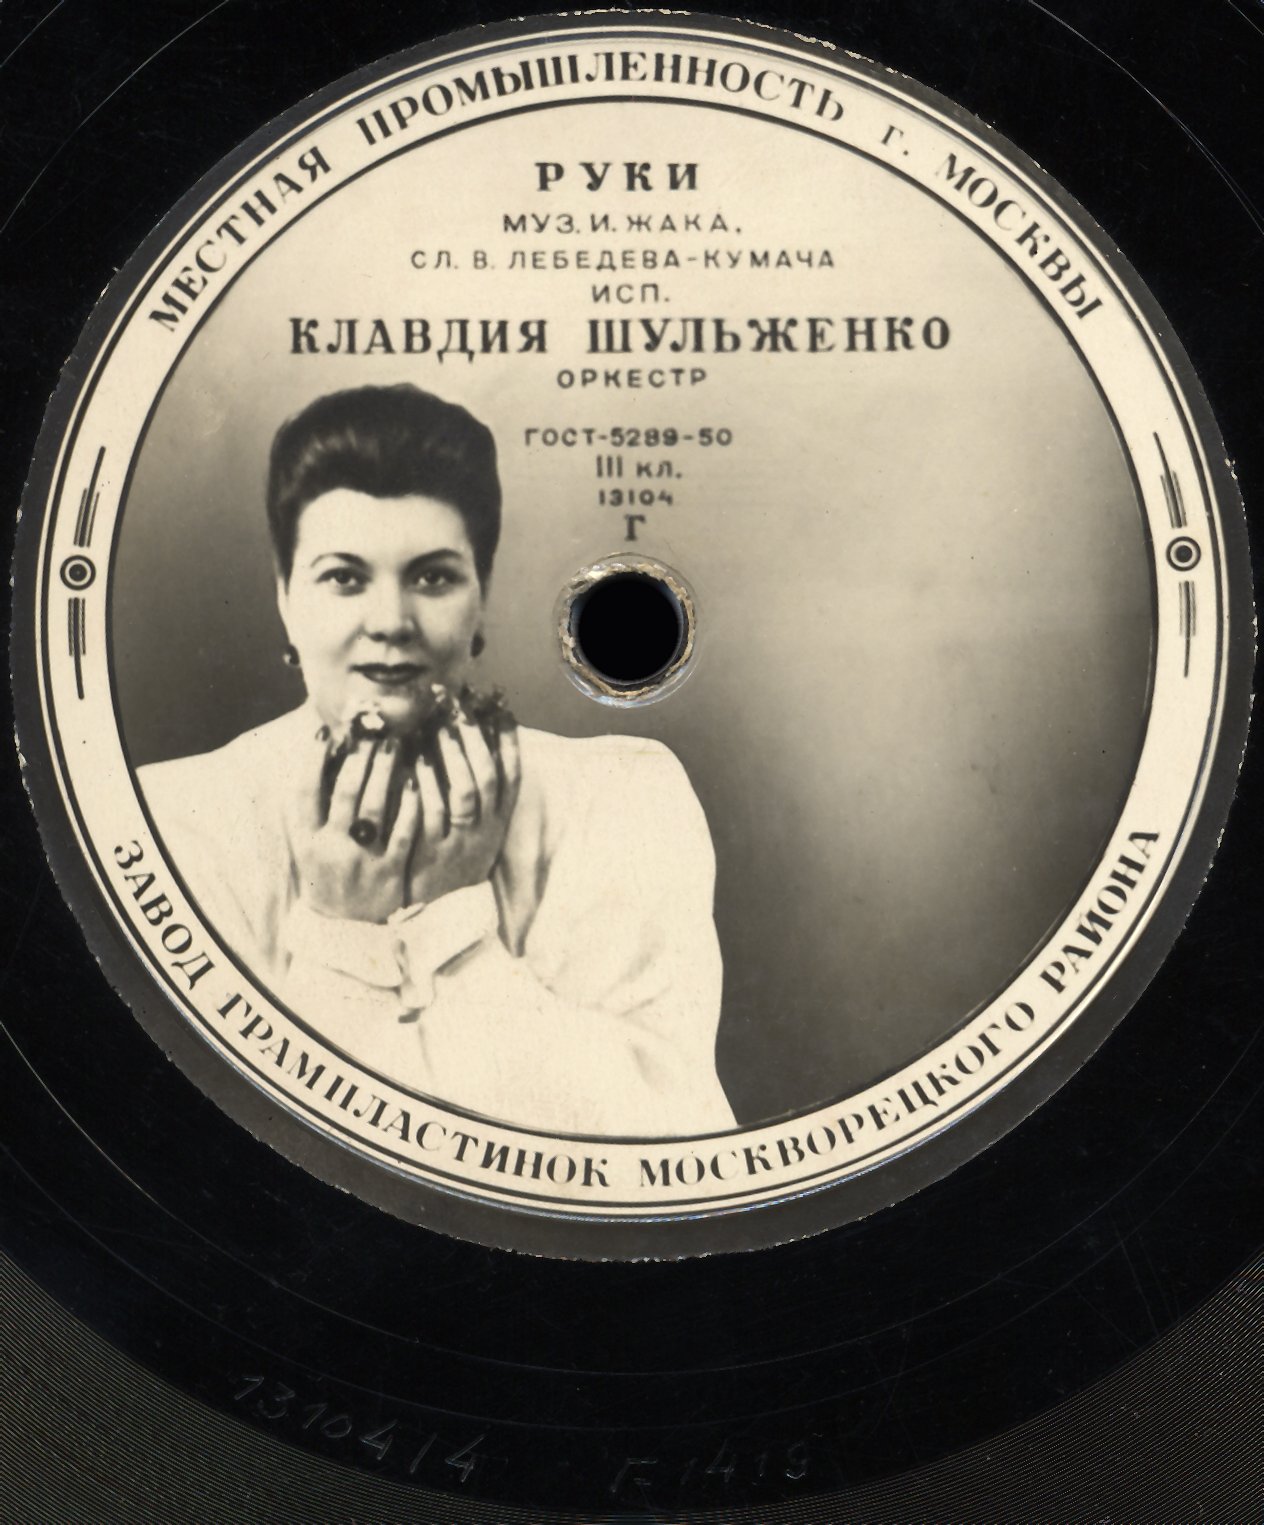 МЕСТНАЯ ПРОМЫШЛЕННОСТЬ г. МОСКВЫ
РУКИ
МУЗ. И. ЖАКА,
СЛ. В. ЛЕБЕДЕВА-КУМАЧА
ИСП.
КЛАВДИЯ ШУЛЬЖЕНКО
ОРКЕСТР
ГОСТ-5289-50
III КЛ.
13104
Г
ЗАВОД ГРАМПЛАСТИНОК МОСКВОРЕЦКОГО РАЙОНА
13104/4 Г-1419